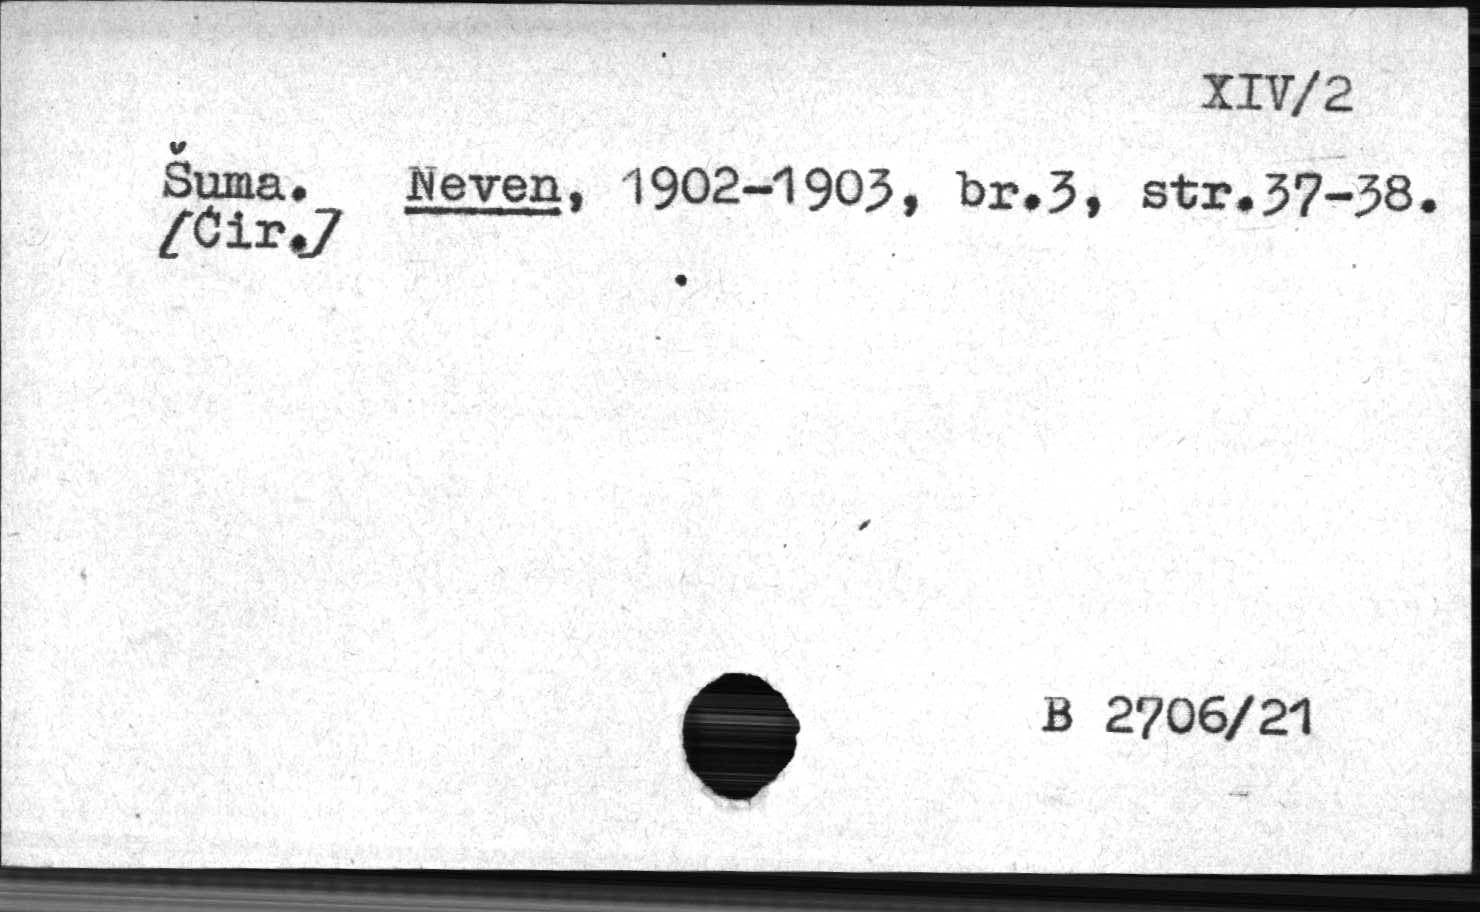 XIV/2
Šuma. Neven, 1902-1903, br.3, str.37-38.
[Ćir.]
B 2706/21